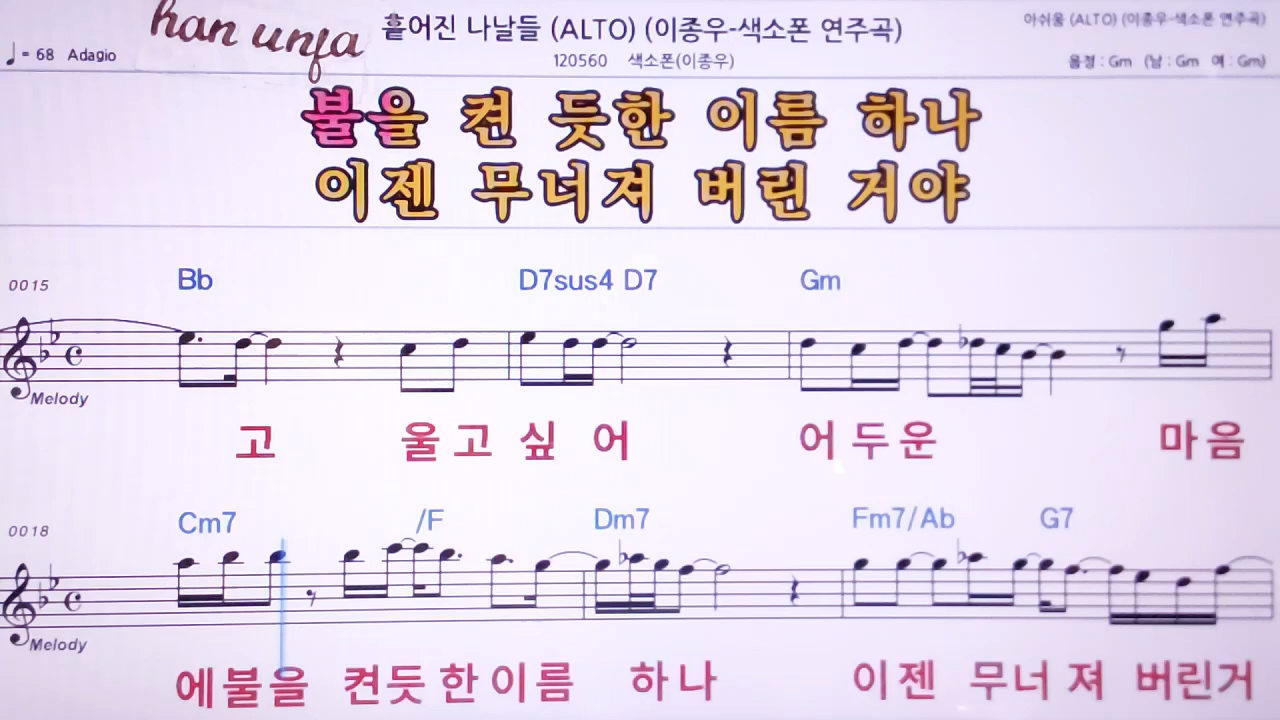 han unja
흩어진 나날들 (ALTO) (이종우-색소폰 연주곡)
아쉬움 (ALTO) (이종우-색소폰 연주곡)
♩= 68 Adagio
120560 색소폰(이종우)
음정 : Gm (남 : Gm 여 : Gm)
불을 켠 듯한 이름 하나
이젠 무너져 버린 거야
0015 Bb D7sus4 D7 Gm
Melody
고 울고 싶 어 어 두 운 마 음
0018 Cm7 /F Dm7 Fm7/Ab G7
Melody
에 불 을 켠 듯 한 이 름 하 나 이 젠 무 너 져 버 린 거